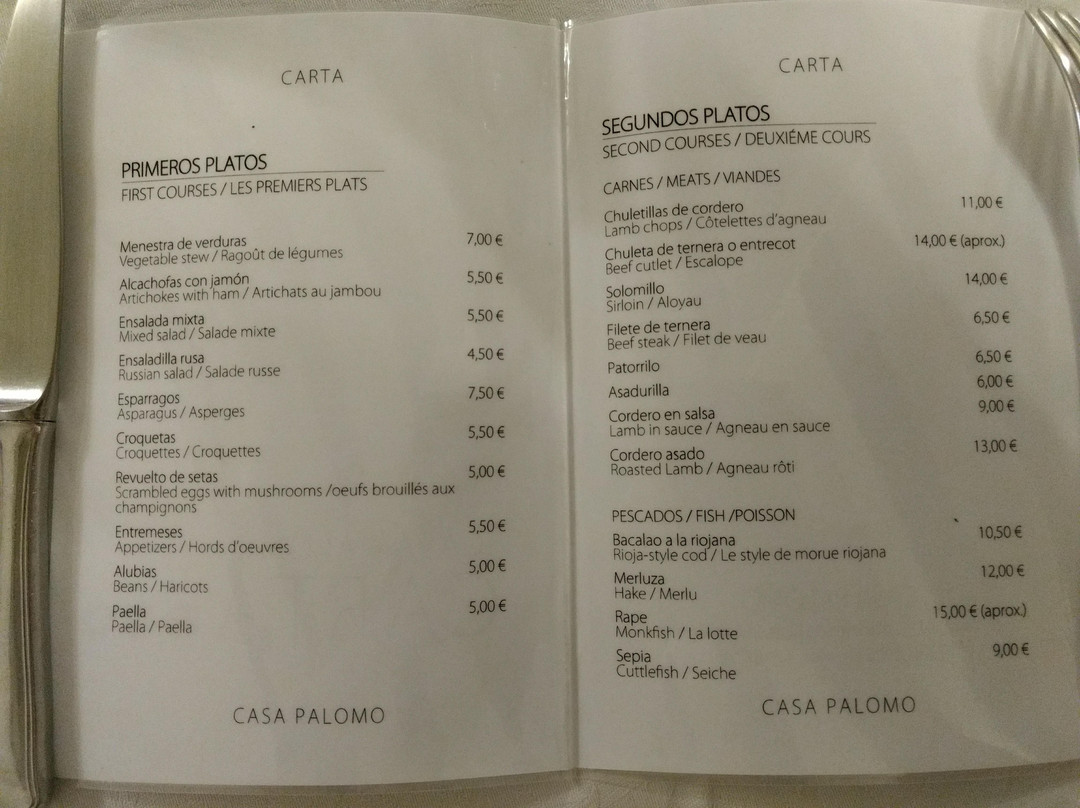 CARTA
PRIMEROS PLATOS
FIRST COURSES / LES PREMIERS PLATS
Menestra de verduras 7,00 €
Vegetable stew / Ragoût de légumes
Alcachofas con jamón 5,50 €
Artichokes with ham / Artichats au jambou
Ensalada mixta 5,50 €
Mixed salad / Salade mixte
Ensaladilla rusa 4,50 €
Russian salad / Salade russe
Esparragos 7,50 €
Asparagus / Asperges
Croquetas 5,50 €
Croquettes / Croquettes
Revuelto de setas 5,00 €
Scrambled eggs with mushrooms /oeufs brouillés aux
champignons
Entremeses 5,50 €
Appetizers / Hords d'oeuvres
Alubias 5,00 €
Beans / Haricots
Paella 5,00 €
Paella / Paella
CASA PALOMO
CARTA
SEGUNDOS PLATOS
SECOND COURSES / DEUXIÉME COURS
CARNES / MEATS / VIANDES
Chuletillas de cordero 11,00 €
Lamb chops / Côtelettes d'agneau
Chuleta de ternera o entrecot 14,00 € (aprox.)
Beef cutlet / Escalope
Solomillo 14,00 €
Sirloin / Aloyau
Filete de ternera 6,50 €
Beef steak / Filet de veau
Patorrilo 6,50 €
Asadurilla 6,00 €
Cordero en salsa 9,00 €
Lamb in sauce / Agneau en sauce
Cordero asado 13,00 €
Roasted Lamb / Agneau rôti
PESCADOS / FISH /POISSON
Bacalao a la riojana 10,50 €
Rioja-style cod / Le style de morue riojana
Merluza 12,00 €
Hake / Merlu
Rape 15,00 € (aprox.)
Monkfish / La lotte
Sepia 9,00 €
Cuttlefish / Seiche
CASA PALOMO